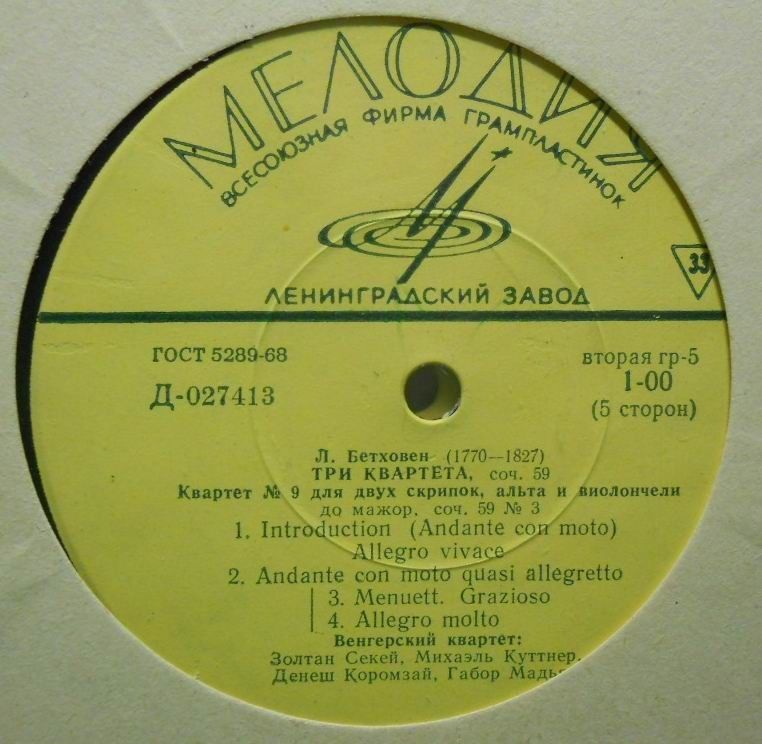 МЕЛОДИЯ
ВСЕСОЮЗНАЯ ФИРМА ГРАМПЛАСТИНОК
33
ЛЕНИНГРАДСКИЙ ЗАВОД
ГОСТ 5289-68
Д-027413
вторая гр-5
1-00
(5 сторон)
Л. Бетховен (1770—1827)
ТРИ КВАРТЕТА, соч. 59
Квартет № 9 для двух скрипок, альта и виолончели
до мажор, соч. 59 № 3
1. Introduction (Andante con moto)
Allegro vivace
2. Andante con moto quasi allegretto
3. Menuett. Grazioso
4. Allegro molto
Венгерский квартет:
Золтан Секей, Михаэль Куттнер,
Денеш Коромзай, Габор